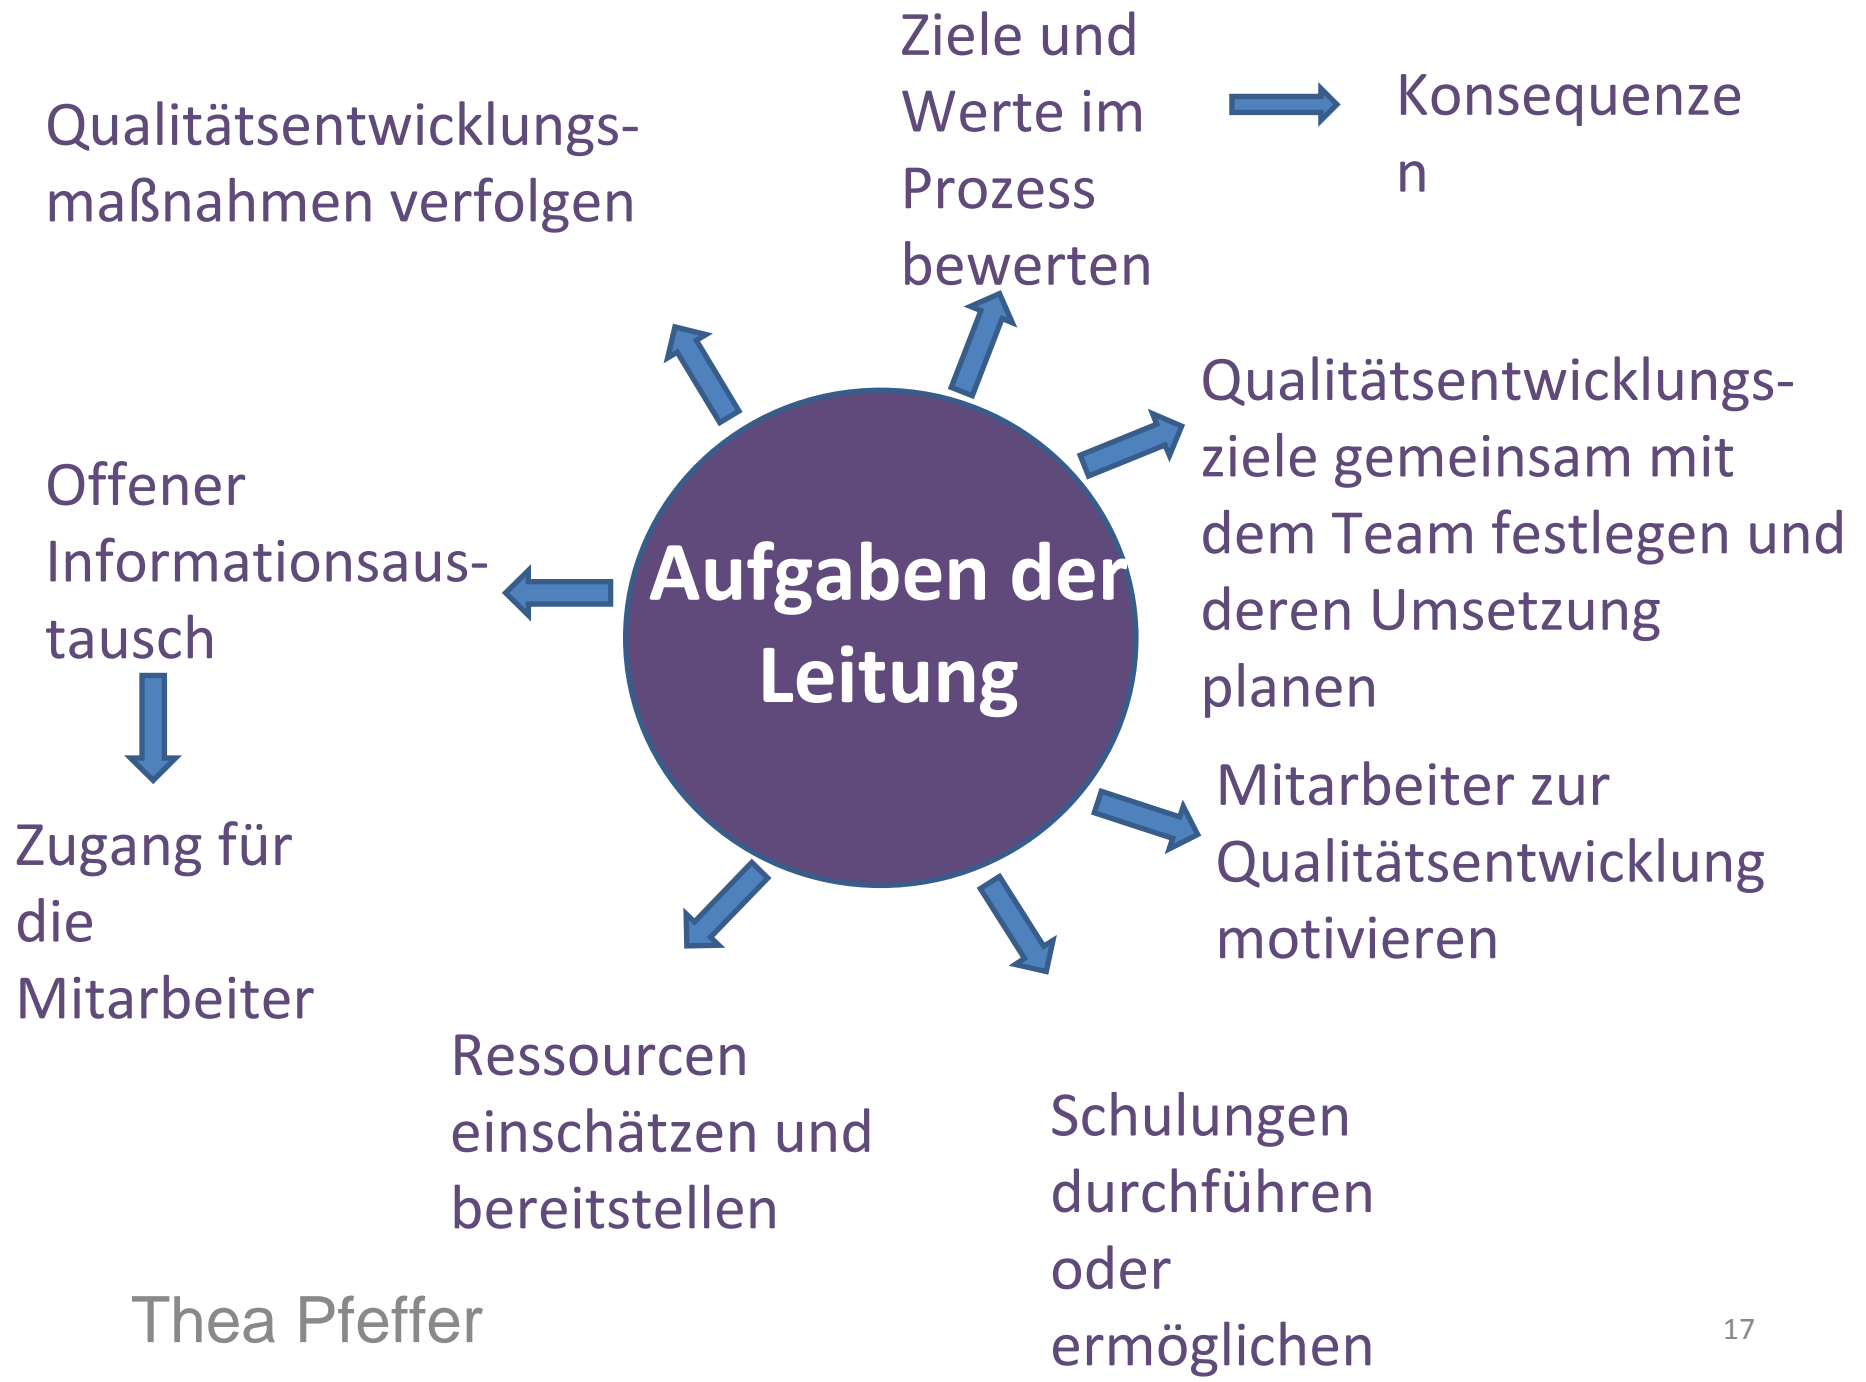 Ziele und
Werte im
Prozess
bewerten
Konsequenze
n
Qualitätsentwicklungs-
maßnahmen verfolgen
Qualitätsentwicklungs-
ziele gemeinsam mit
dem Team festlegen und
deren Umsetzung
planen
Offener
Informationsaus-
tausch
Aufgaben der
Leitung
Mitarbeiter zur
Qualitätsentwicklung
motivieren
Zugang für
die
Mitarbeiter
Ressourcen
einschätzen und
bereitstellen
Schulungen
durchführen
oder
ermöglichen
Thea Pfeffer
17